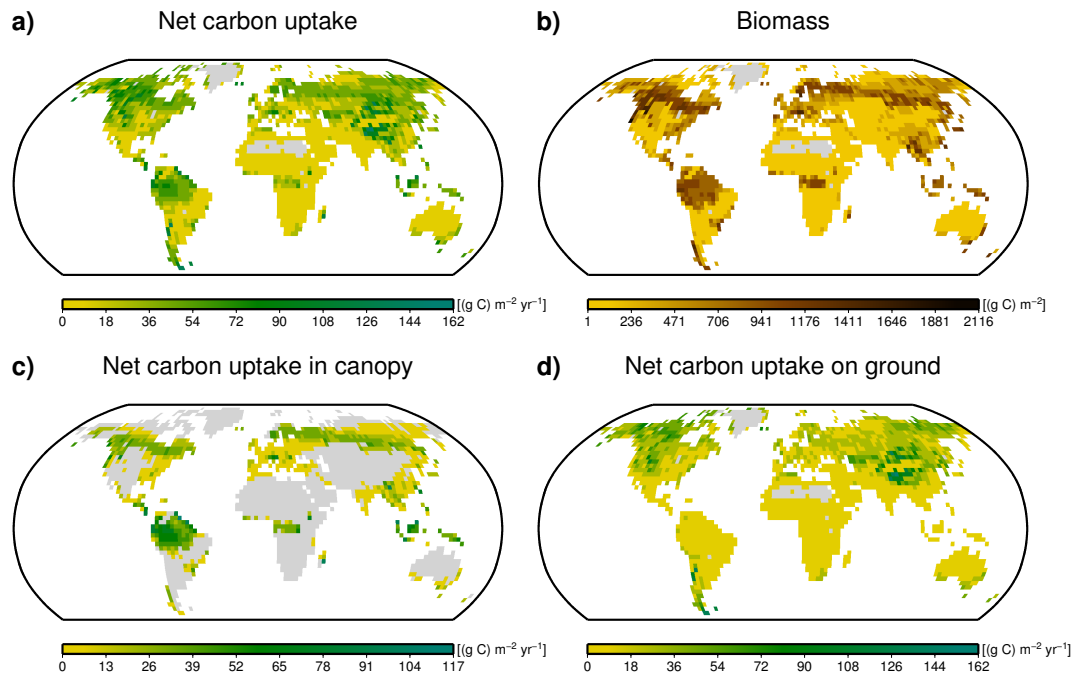 a) Net carbon uptake
b) Biomass
[(g C) m⁻² yr⁻¹]
0 18 36 54 72 90 108 126 144 162
[(g C) m⁻²]
1 236 471 706 941 1176 1411 1646 1881 2116
c) Net carbon uptake in canopy
d) Net carbon uptake on ground
[(g C) m⁻² yr⁻¹]
0 13 26 39 52 65 78 91 104 117
[(g C) m⁻² yr⁻¹]
0 18 36 54 72 90 108 126 144 162